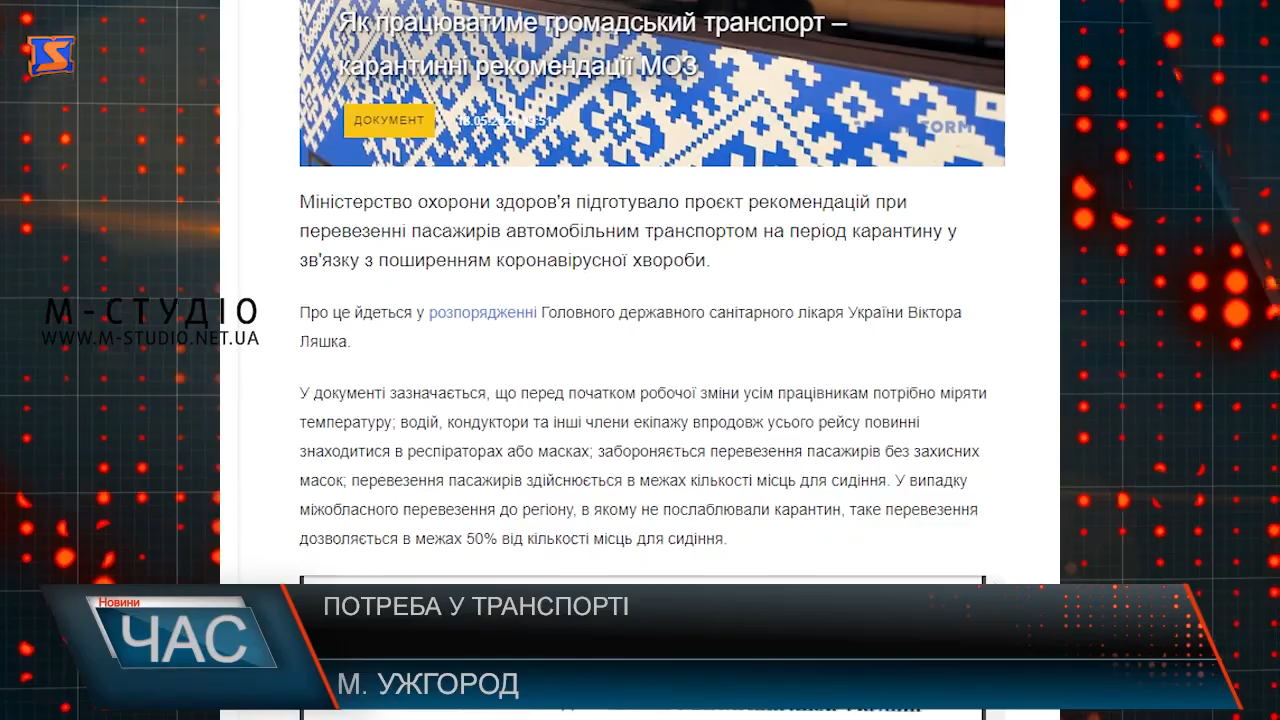 Як працюватиме громадський транспорт –
карантинні рекомендації МОЗ
ДОКУМЕНТ
Міністерство охорони здоров'я підготувало проєкт рекомендацій при
перевезенні пасажирів автомобільним транспортом на період карантину у
зв'язку з поширенням коронавірусної хвороби.
М-СТУДІО
WWW.M-STUDIO.NET.UA
Про це йдеться у розпорядженні Головного державного санітарного лікаря України Віктора
Ляшка.
У документі зазначається, що перед початком робочої зміни усім працівникам потрібно міряти
температуру; водій, кондуктори та інші члени екіпажу впродовж усього рейсу повинні
знаходитися в респіраторах або масках; забороняється перевезення пасажирів без захисних
масок; перевезення пасажирів здійснюється в межах кількості місць для сидіння. У випадку
міжобласного перевезення до регіону, в якому не послаблювали карантин, таке перевезення
дозволяється в межах 50% від кількості місць для сидіння.
Новини
ЧАС
ПОТРЕБА У ТРАНСПОРТІ
М. УЖГОРОД